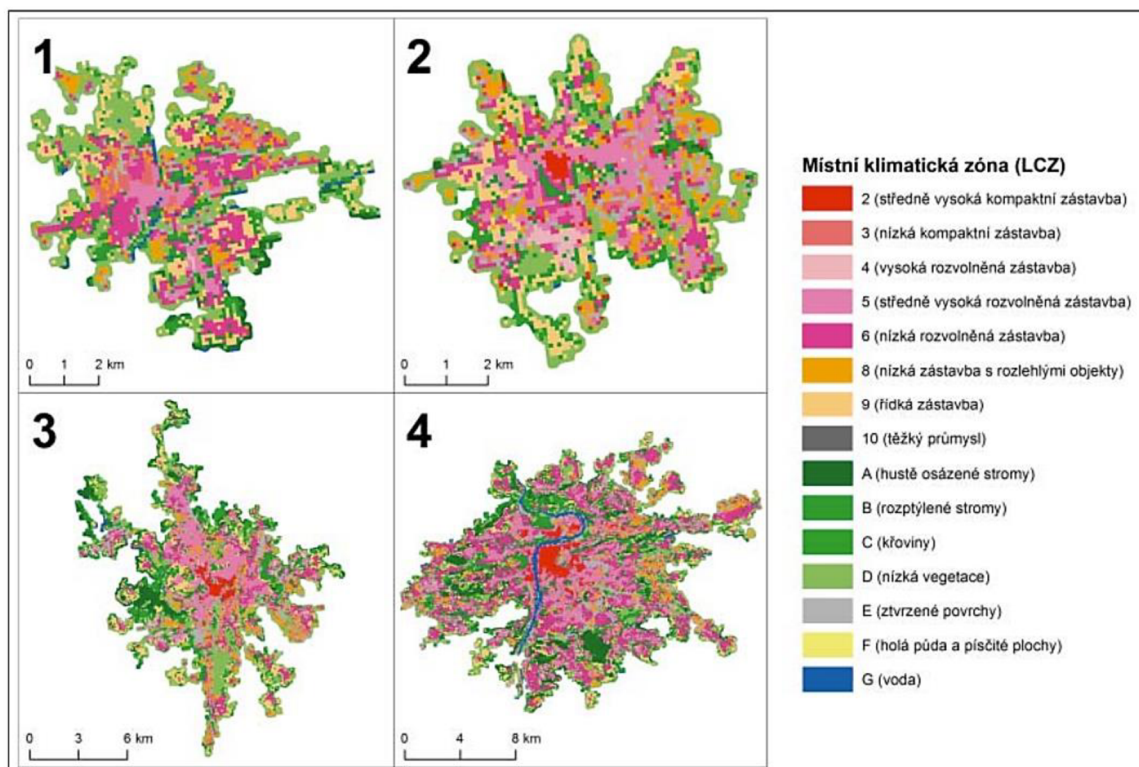 1
2
0 1 2 km
0 1 2 km
3
4
0 3 6 km
0 4 8 km
Místní klimatická zóna (LCZ)
2 (středně vysoká kompaktní zástavba)
3 (nízká kompaktní zástavba)
4 (vysoká rozvolněná zástavba)
5 (středně vysoká rozvolněná zástavba)
6 (nízká rozvolněná zástavba)
8 (nízká zástavba s rozlehlými objekty)
9 (řídká zástavba)
10 (těžký průmysl)
A (hustě osázené stromy)
B (rozptýlené stromy)
C (křoviny)
D (nízká vegetace)
E (ztvrzené povrchy)
F (holá půda a písčité plochy)
G (voda)